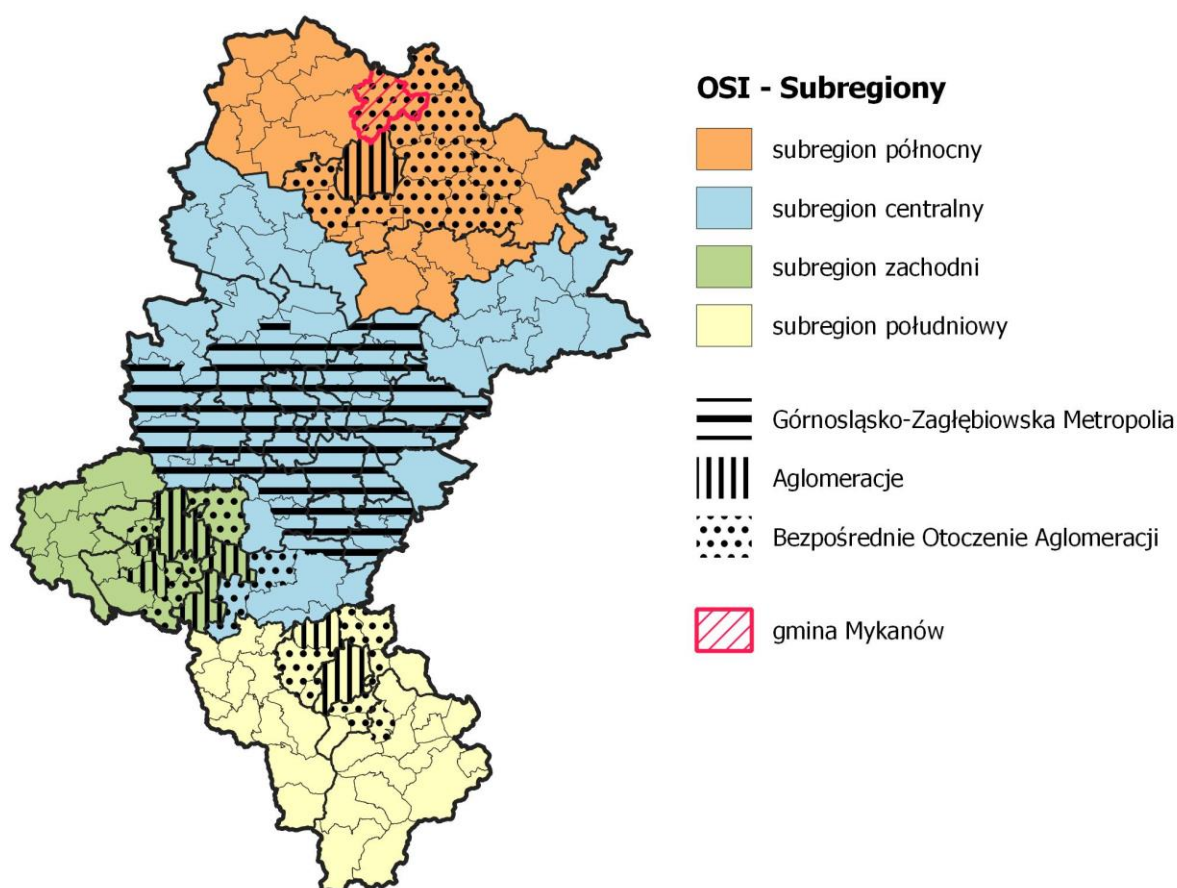 OSI - Subregiony
subregion północny
subregion centralny
subregion zachodni
subregion południowy
Górnośląsko-Zagłębiowska Metropolia
Aglomeracje
Bezpośrednie Otoczenie Aglomeracji
gmina Mykanów